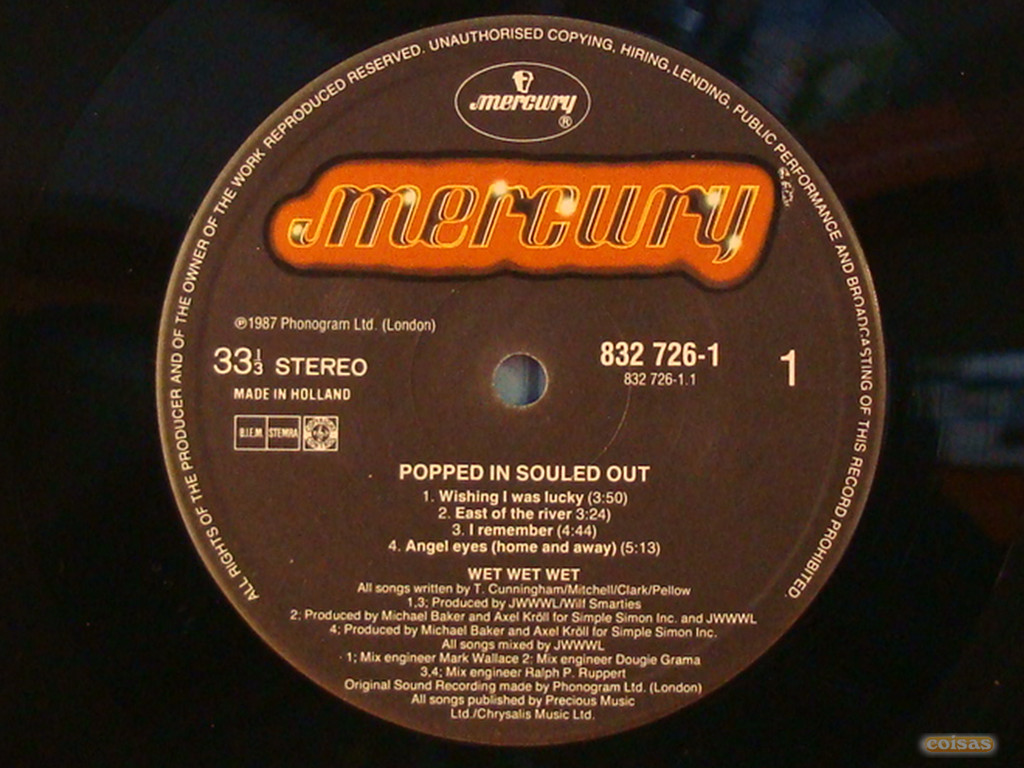 ALL RIGHTS OF THE PRODUCER AND OF THE OWNER OF THE WORK REPRODUCED RESERVED. UNAUTHORISED COPYING, HIRING, LENDING, PUBLIC PERFORMANCE AND BROADCASTING OF THIS RECORD PROHIBITED.
mercury
®
mercury
℗1987 Phonogram Ltd. (London)
33⅓ STEREO
MADE IN HOLLAND
B.I.E.M. STEMRA
832 726-1
832 726-1.1
1
POPPED IN SOULED OUT
1. Wishing I was lucky (3:50)
2. East of the river 3:24)
3. I remember (4:44)
4. Angel eyes (home and away) (5:13)
WET WET WET
All songs written by T. Cunningham/Mitchell/Clark/Pellow
1,3; Produced by JWWWL/Wilf Smarties
2; Produced by Michael Baker and Axel Kröll for Simple Simon Inc. and JWWWL
4; Produced by Michael Baker and Axel Kröll for Simple Simon Inc.
All songs mixed by JWWWL
1; Mix engineer Mark Wallace 2: Mix engineer Dougie Grama
3,4; Mix engineer Ralph P. Ruppert
Original Sound Recording made by Phonogram Ltd. (London)
All songs published by Precious Music
Ltd./Chrysalis Music Ltd.
coisas